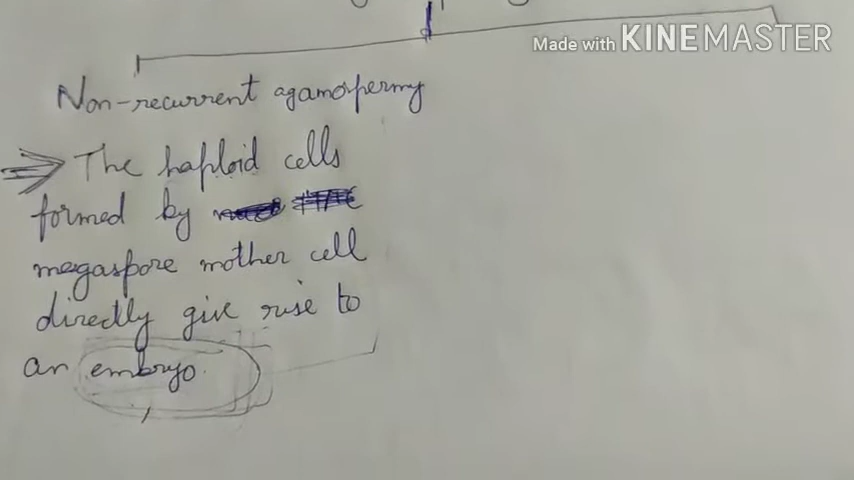 Made with KINEMASTER
Non-recurrent agamospermy
The haploid cells
formed by
megaspore mother cell
directly give rise to
an embryo.